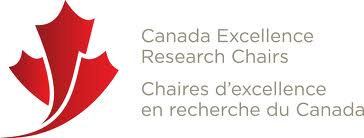 Canada Excellence
Research Chairs
Chaires d'excellence
en recherche du Canada